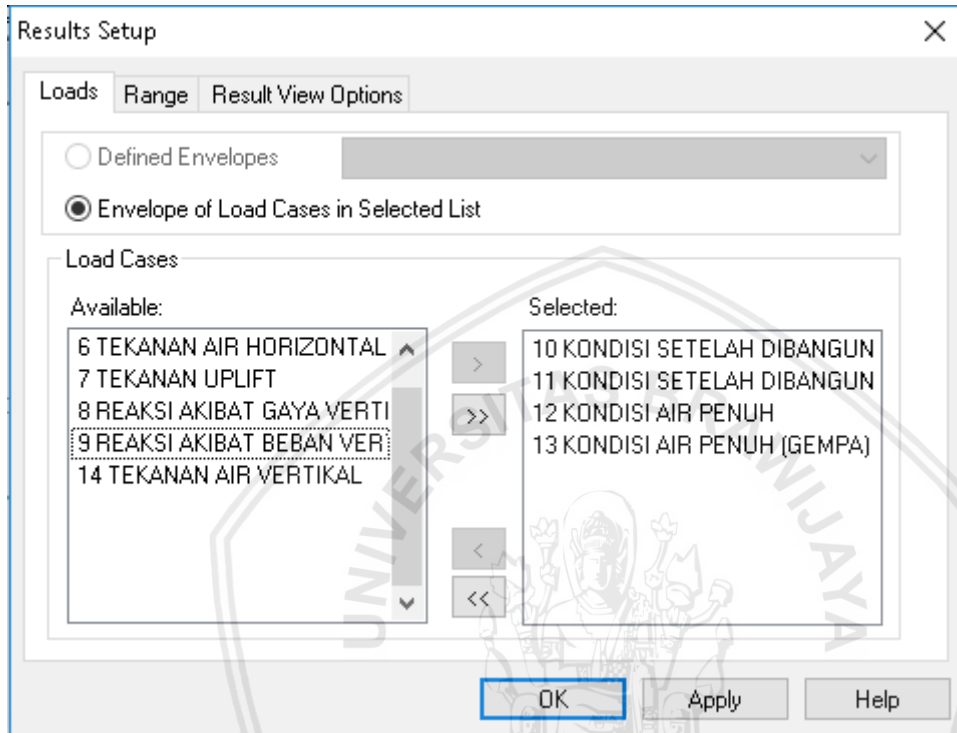 Results Setup
Loads Range Result View Options
Defined Envelopes
Envelope of Load Cases in Selected List
Load Cases
Available:
6 TEKANAN AIR HORIZONTAL
7 TEKANAN UPLIFT
8 REAKSI AKIBAT GAYA VERTI
9 REAKSI AKIBAT BEBAN VER
14 TEKANAN AIR VERTIKAL
>
>>
<
<<
Selected:
10 KONDISI SETELAH DIBANGUN
11 KONDISI SETELAH DIBANGUN
12 KONDISI AIR PENUH
13 KONDISI AIR PENUH (GEMPA)
UNIVERSITAS BRAWIJAYA
OK Apply Help